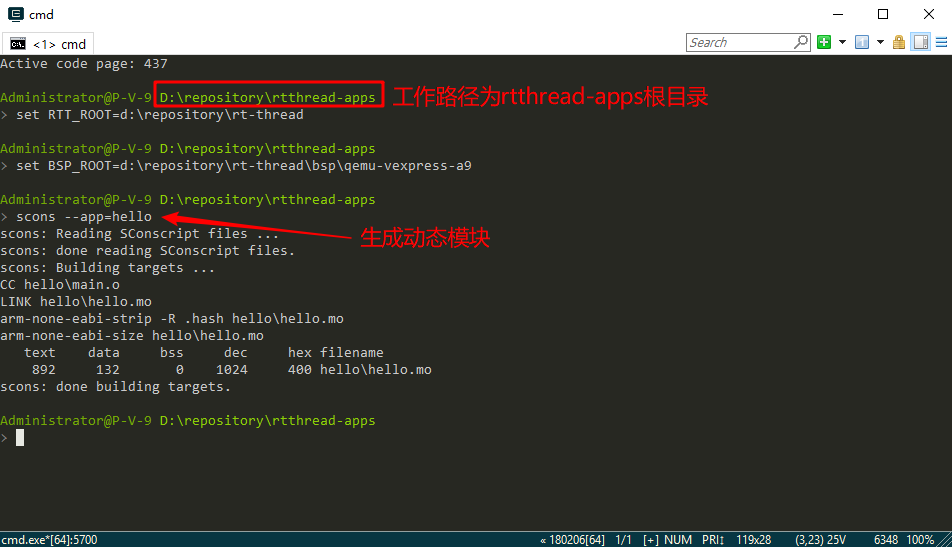 cmd
<1> cmd
Search
Active code page: 437
Administrator@P-V-9 D:\repository\rtthread-apps 工作路径为rtthread-apps根目录
> set RTT_ROOT=d:\repository\rt-thread
Administrator@P-V-9 D:\repository\rtthread-apps
> set BSP_ROOT=d:\repository\rt-thread\bsp\qemu-vexpress-a9
Administrator@P-V-9 D:\repository\rtthread-apps
> scons --app=hello
scons: Reading SConscript files ...
生成动态模块
scons: done reading SConscript files.
scons: Building targets ...
CC hello\main.o
LINK hello\hello.mo
arm-none-eabi-strip -R .hash hello\hello.mo
arm-none-eabi-size hello\hello.mo
text data bss dec hex filename
892 132 0 1024 400 hello\hello.mo
scons: done building targets.
Administrator@P-V-9 D:\repository\rtthread-apps
>
cmd.exe*[64]:5700 « 180206[64] 1/1 [+] NUM PRI↕ 119x28 (3,23) 25V 6348 100%